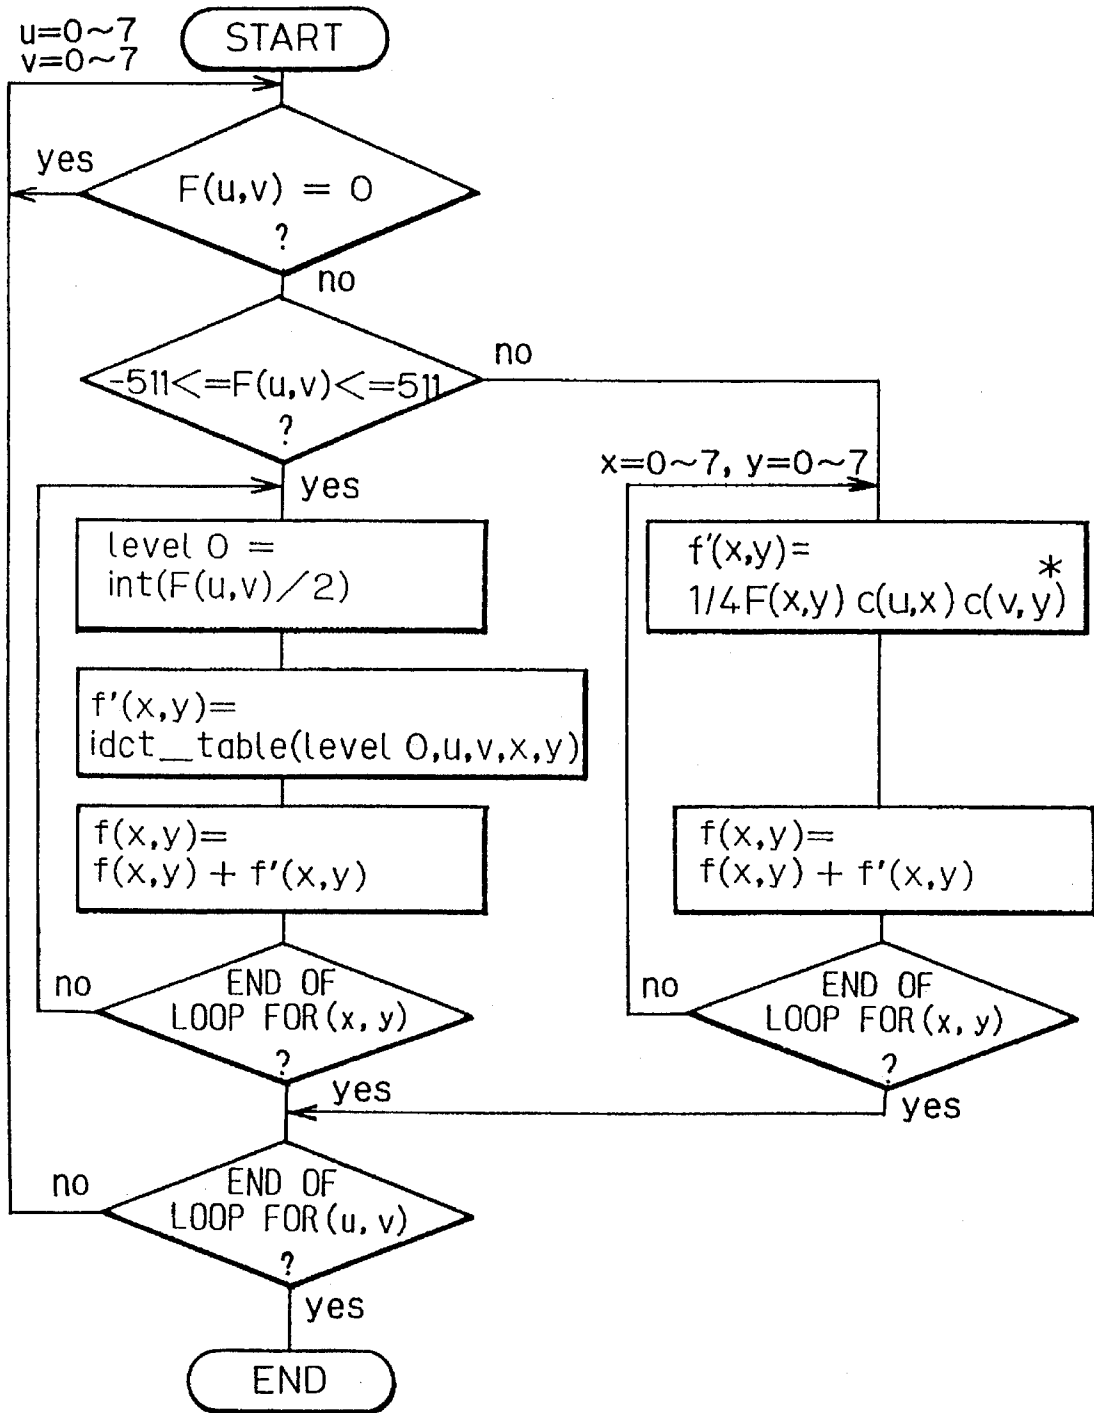 u=0~7
v=0~7
START
yes
F(u,v) = 0
?
no
-511<=F(u,v)<=511
?
no
yes
x=0~7, y=0~7
level 0 =
int(F(u,v)/2)
f'(x,y)=
*
1/4F(x,y) c(u,x) c(v,y)
f'(x,y)=
idct_table(level 0,u,v,x,y)
f(x,y)=
f(x,y) + f'(x,y)
f(x,y)=
f(x,y) + f'(x,y)
no
END OF
LOOP FOR(x, y)
?
yes
no
END OF
LOOP FOR(x, y)
?
yes
no
END OF
LOOP FOR(u, v)
?
yes
END